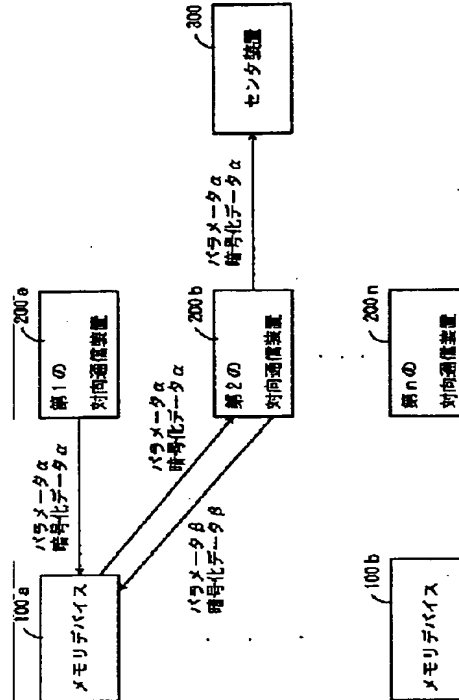 100-a
メモリデバイス
パラメータα
暗号化データα
200-a
第1の
対向通信装置
パラメータα
暗号化データα
パラメータβ
暗号化データβ
200b
第2の
対向通信装置
パラメータα
暗号化データα
300
センタ装置
100b
メモリデバイス
200n
第nの
対向通信装置